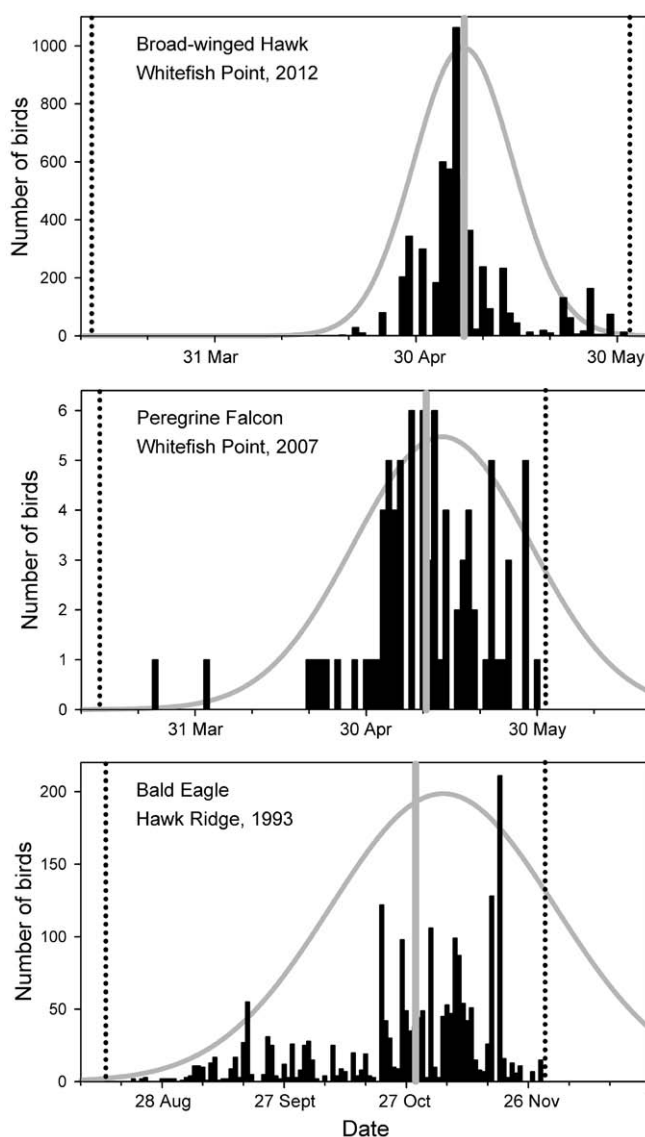 Broad-winged Hawk
Whitefish Point, 2012
Number of birds
1000
800
600
400
200
0
31 Mar
30 Apr
30 May
Peregrine Falcon
Whitefish Point, 2007
Number of birds
6
5
4
3
2
1
0
31 Mar
30 Apr
30 May
Bald Eagle
Hawk Ridge, 1993
Number of birds
200
150
100
50
0
28 Aug
27 Sept
27 Oct
26 Nov
Date